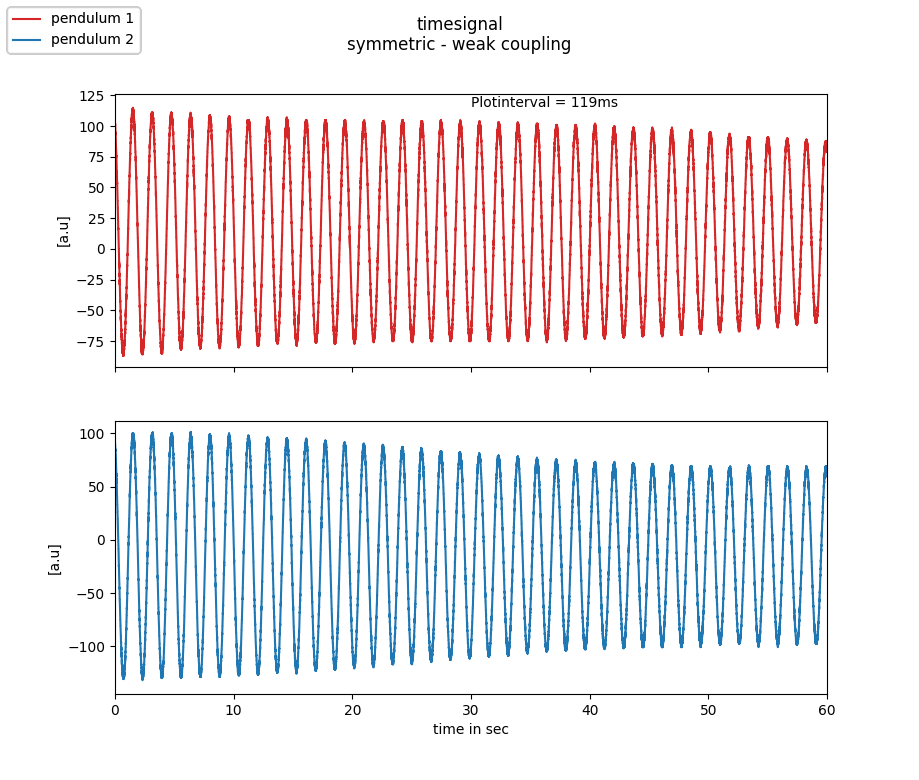 pendulum 1
pendulum 2
timesignal
symmetric - weak coupling
Plotinterval = 119ms
125
100
75
50
25
0
−25
−50
−75
[a.u]
100
50
0
−50
−100
[a.u]
0 10 20 30 40 50 60
time in sec